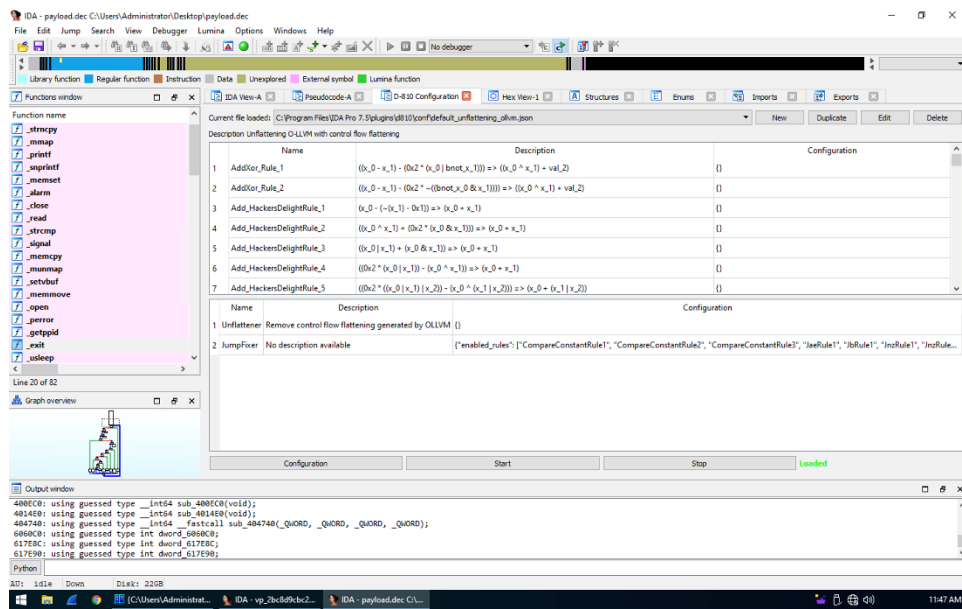 IDA - payload.dec C:\Users\Administrator\Desktop\payload.dec
File Edit Jump Search View Debugger Lumina Options Windows Help
No debugger
Library function Regular function Instruction Data Unexplored External symbol Lumina function
Functions window
IDA View-A Pseudocode-A D-810 Configuration Hex View-1 Structures Enums Imports Exports
Function name
_strncpy
_mmap
_printf
_snprintf
_memset
_alarm
_close
_read
_strcmp
_signal
_memcpy
_munmap
_setvbuf
_memmove
_open
_perror
_getppid
_exit
_usleep
Line 20 of 82
Graph overview
Current file loaded: C:\Program Files\IDA Pro 7.5\plugins\d810\conf\default_unflattening_ollvm.json
New Duplicate Edit Delete
Description Unflattening O-LLVM with control flow flattening
Name Description Configuration
1 AddXor_Rule_1 ((x_0 - x_1) - (0x2 * (x_0 | bnot_x_1))) => ((x_0 ^ x_1) + val_2) {}
2 AddXor_Rule_2 ((x_0 - x_1) - (0x2 * ~((bnot_x_0 & x_1)))) => ((x_0 ^ x_1) + val_2) {}
3 Add_HackersDelightRule_1 (x_0 - (~(x_1) - 0x1)) => (x_0 + x_1) {}
4 Add_HackersDelightRule_2 ((x_0 ^ x_1) + (0x2 * (x_0 & x_1))) => (x_0 + x_1) {}
5 Add_HackersDelightRule_3 ((x_0 | x_1) + (x_0 & x_1)) => (x_0 + x_1) {}
6 Add_HackersDelightRule_4 ((0x2 * (x_0 | x_1)) - (x_0 ^ x_1)) => (x_0 + x_1) {}
7 Add_HackersDelightRule_5 ((0x2 * ((x_0 | x_1) | x_2)) - (x_0 ^ (x_1 | x_2))) => (x_0 + (x_1 | x_2)) {}
Name Description Configuration
1 Unflattener Remove control flow flattening generated by OLLVM {}
2 JumpFixer No description available {"enabled_rules": ["CompareConstantRule1", "CompareConstantRule2", "CompareConstantRule3", "JaeRule1", "JbRule1", "JnzRule1", "JnzRule...
Configuration Start Stop Loaded
Output window
400EC0: using guessed type __int64 sub_400EC0(void);
4014E0: using guessed type __int64 sub_4014E0(void);
404740: using guessed type __int64 __fastcall sub_404740(_QWORD, _QWORD, _QWORD, _QWORD);
6060C0: using guessed type int dword_6060C0;
617E8C: using guessed type int dword_617E8C;
617E90: using guessed type int dword_617E90;
Python
AU: idle Down Disk: 22GB
(C:\Users\Administrat... IDA - vp_2bc8d9cbc2... IDA - payload.dec C:\... 11:47 AM